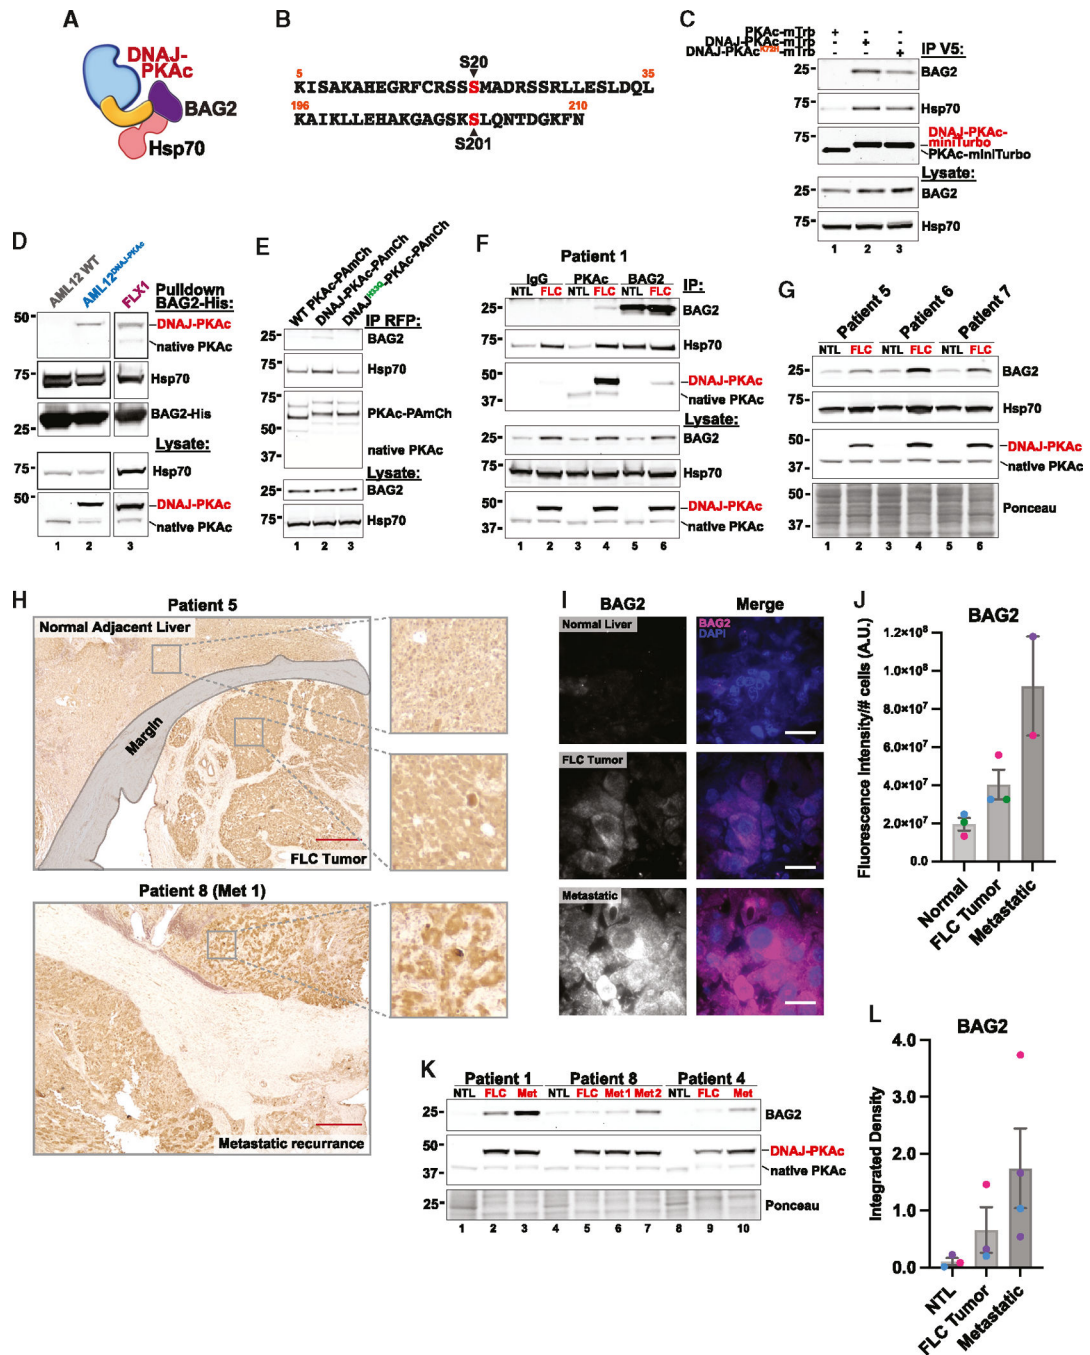 A
DNAJ-
PKAc
BAG2
Hsp70
B
S20
5
35
KISAKAHEGRFCRSSSMADRSSRLLESLDQL
196
210
KAIKLLEHAKGAGSKSLQNTDGKFN
S201
C
PKAc-mTrb + - -
DNAJ-PKAc-mTrb - + -
DNAJ-PKAc -mTrb - - +
IP V5:
25 BAG2
75 Hsp70
75 DNAJ-PKAc-
miniTurbo
PKAc-miniTurbo
Lysate:
25 BAG2
75 Hsp70
1 2 3
D
AML12 WT
AML12DNAJ-PKAc
FLX1
Pulldown
BAG2-His:
50 DNAJ-PKAc
native PKAc
75 Hsp70
BAG2-His
25
Lysate:
75 Hsp70
50 DNAJ-PKAc
native PKAc
1 2 3
E
WT PKAc-PAmCh
DNAJ-PKAc-PAmCh
DNAJH33Q-PKAc-PAmCh
IP RFP:
25 BAG2
75 Hsp70
75 PKAc-PAmCh
50
37 native PKAc
Lysate:
25 BAG2
75 Hsp70
1 2 3
F
Patient 1
IgG PKAc BAG2 IP:
NTL FLC NTL FLC NTL FLC
25 BAG2
75 Hsp70
50 DNAJ-PKAc
37 native PKAc
Lysate:
25 BAG2
75 Hsp70
50 DNAJ-PKAc
37 native PKAc
1 2 3 4 5 6
G
Patient 5
Patient 6
Patient 7
NTL FLC NTL FLC NTL FLC
25 BAG2
75 Hsp70
50 DNAJ-PKAc
37 native PKAc
50 Ponceau
37
1 2 3 4 5 6
H
Patient 5
Normal Adjacent Liver
Margin
FLC Tumor
Patient 8 (Met 1)
Metastatic recurrance
I
BAG2 Merge
Normal Liver
BAG2
DAPI
FLC Tumor
Metastatic
J
BAG2
Fluorescence Intensity/# cells (A.U.)
1.2×10⁸
1.0×10⁸
8.0×10⁷
6.0×10⁷
4.0×10⁷
2.0×10⁷
0.0
Normal
FLC Tumor
Metastatic
K
Patient 1 Patient 8 Patient 4
NTL FLC Met NTL FLC Met 1 Met 2 NTL FLC Met
25 BAG2
50 DNAJ-PKAc
37 native PKAc
25 Ponceau
1 2 3 4 5 6 7 8 9 10
L
BAG2
Integrated Density
4.0
3.0
2.0
1.0
0.0
NTL
FLC Tumor
Metastatic